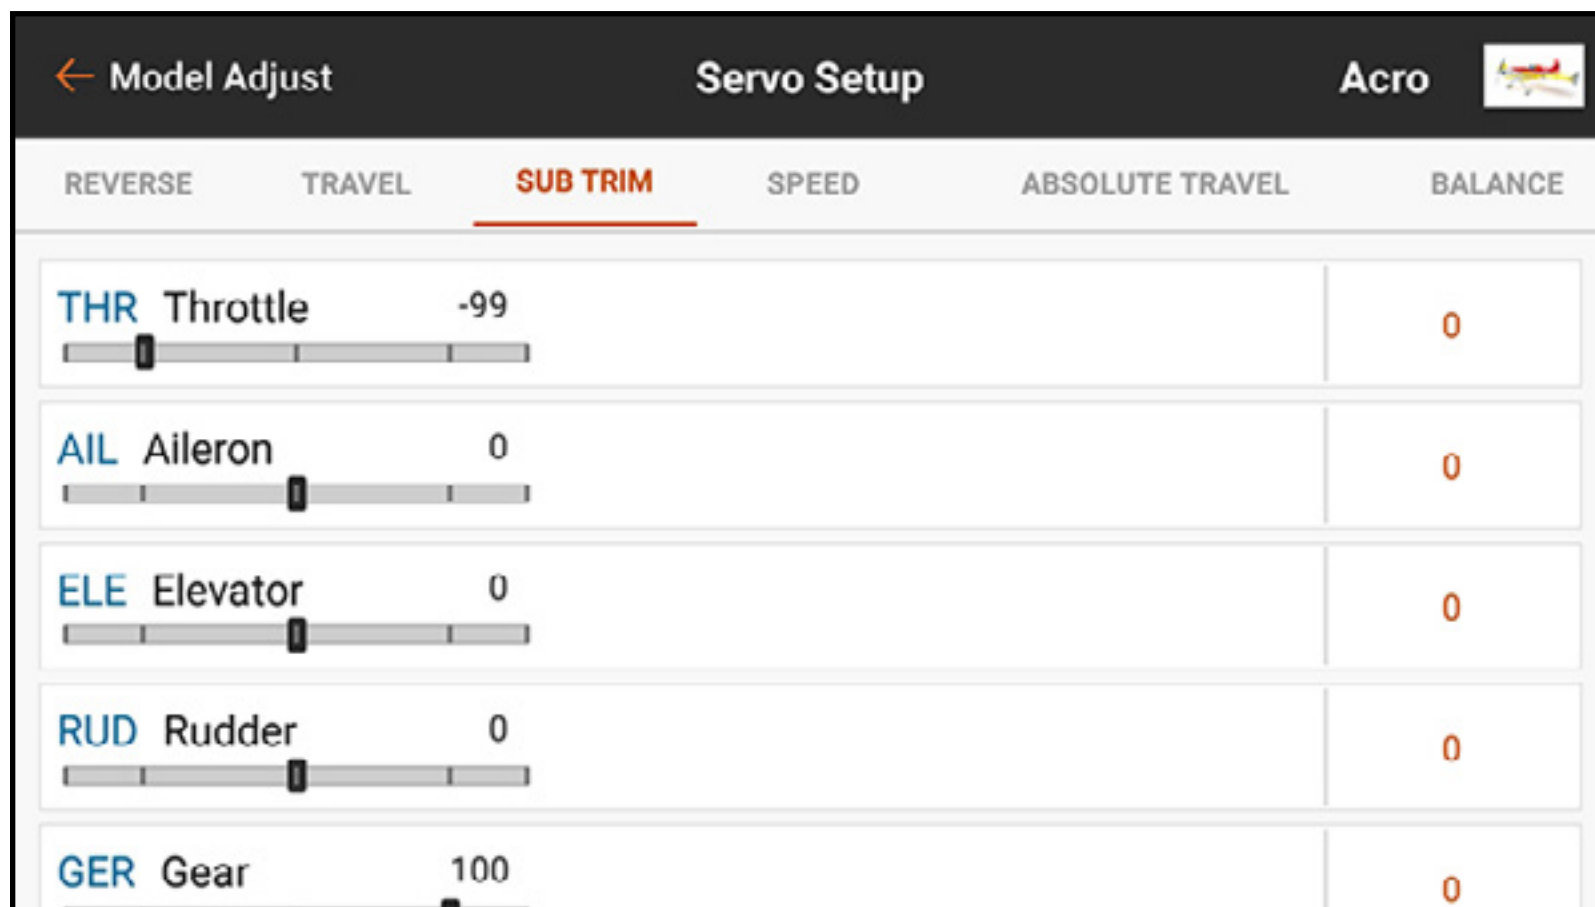 Model Adjust Servo Setup Acro
REVERSE TRAVEL SUB TRIM SPEED ABSOLUTE TRAVEL BALANCE
THR Throttle -99 0
AIL Aileron 0 0
ELE Elevator 0 0
RUD Rudder 0 0
GER Gear 100 0